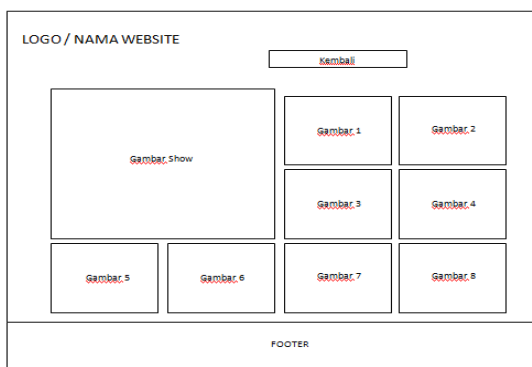 LOGO / NAMA WEBSITE
Kembali
Gambar Show
Gambar 1
Gambar 2
Gambar 3
Gambar 4
Gambar 5
Gambar 6
Gambar 7
Gambar 8
FOOTER